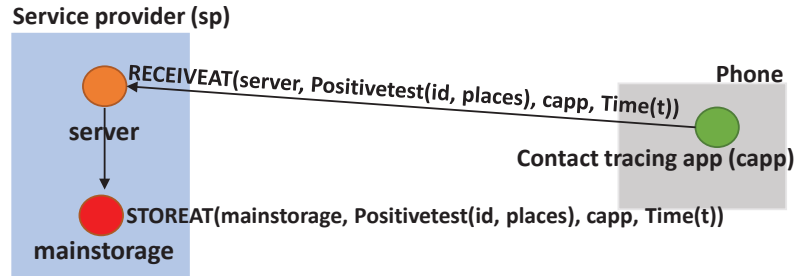 Service provider (sp)
RECEIVEAT(server, Positivetest(id, places), capp, Time(t))
Phone
server
Contact tracing app (capp)
STOREAT(mainstorage, Positivetest(id, places), capp, Time(t))
mainstorage